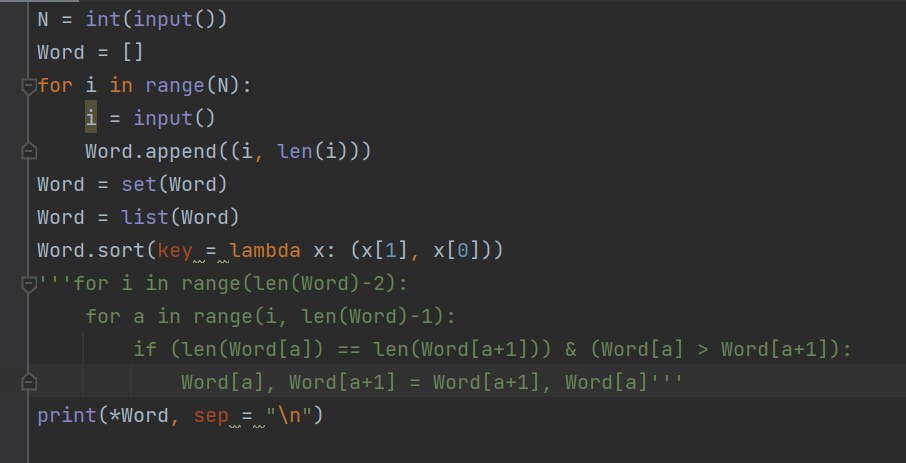 N = int(input())
Word = []
for i in range(N):
    i = input()
    Word.append((i, len(i)))
Word = set(Word)
Word = list(Word)
Word.sort(key = lambda x: (x[1], x[0]))
'''for i in range(len(Word)-2):
    for a in range(i, len(Word)-1):
        if (len(Word[a]) == len(Word[a+1])) & (Word[a] > Word[a+1]):
            Word[a], Word[a+1] = Word[a+1], Word[a]'''
print(*Word, sep = "\n")